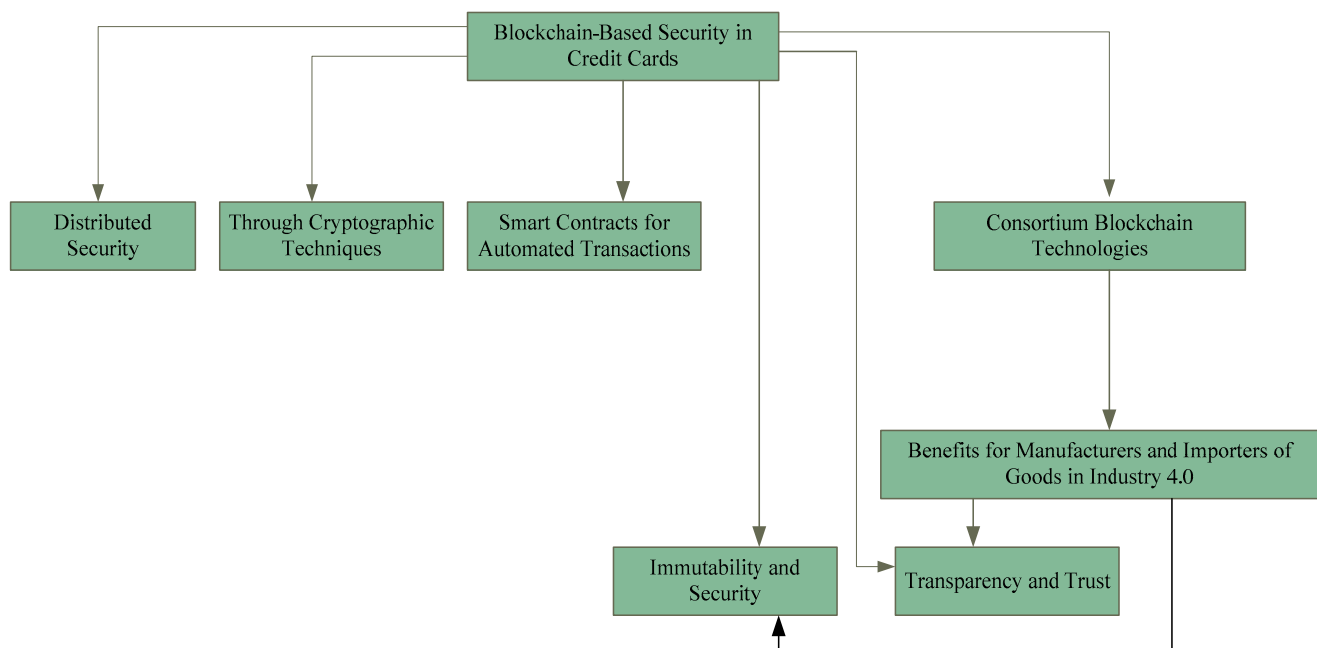 Blockchain-Based Security in
Credit Cards
Distributed
Security
Through Cryptographic
Techniques
Smart Contracts for
Automated Transactions
Consortium Blockchain
Technologies
Benefits for Manufacturers and Importers of
Goods in Industry 4.0
Immutability and
Security
Transparency and Trust